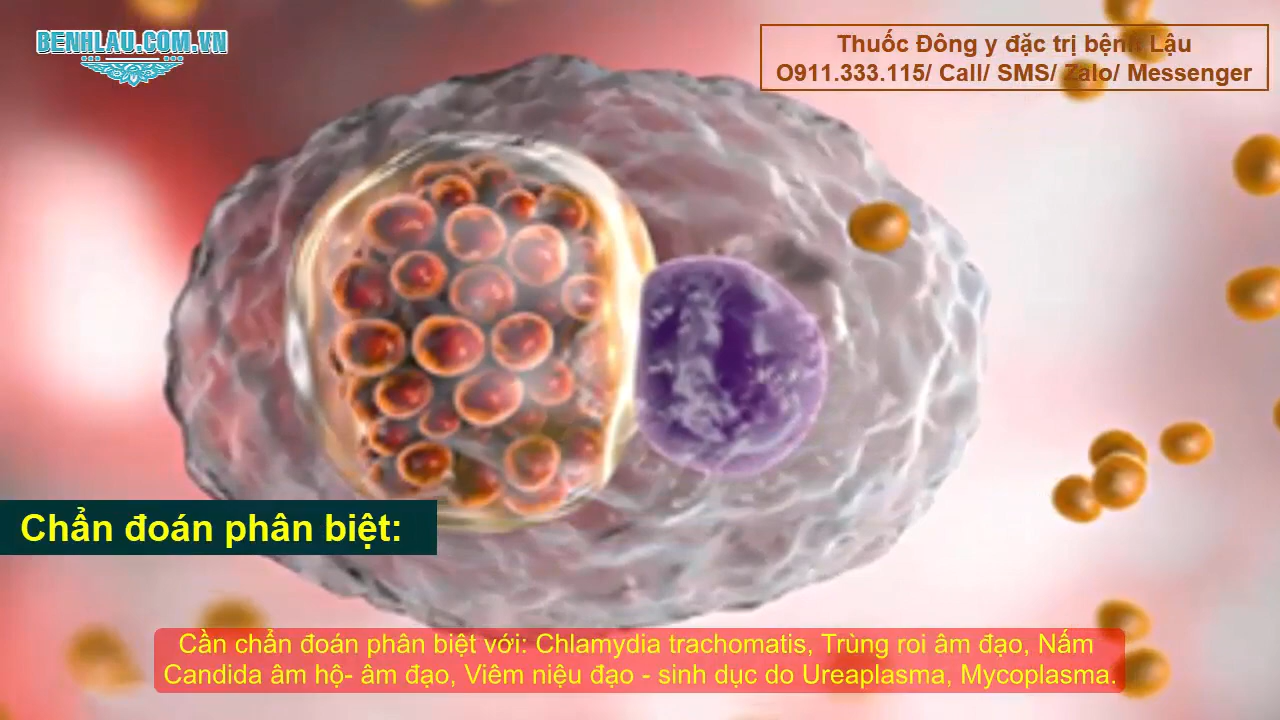 BENHLAU.COM.VN
Thuốc Đông y đặc trị bệnh Lậu
O911.333.115/ Call/ SMS/ Zalo/ Messenger
Chẩn đoán phân biệt:
Cần chẩn đoán phân biệt với: Chlamydia trachomatis, Trùng roi âm đạo, Nấm
Candida âm hộ- âm đạo, Viêm niệu đạo - sinh dục do Ureaplasma, Mycoplasma.